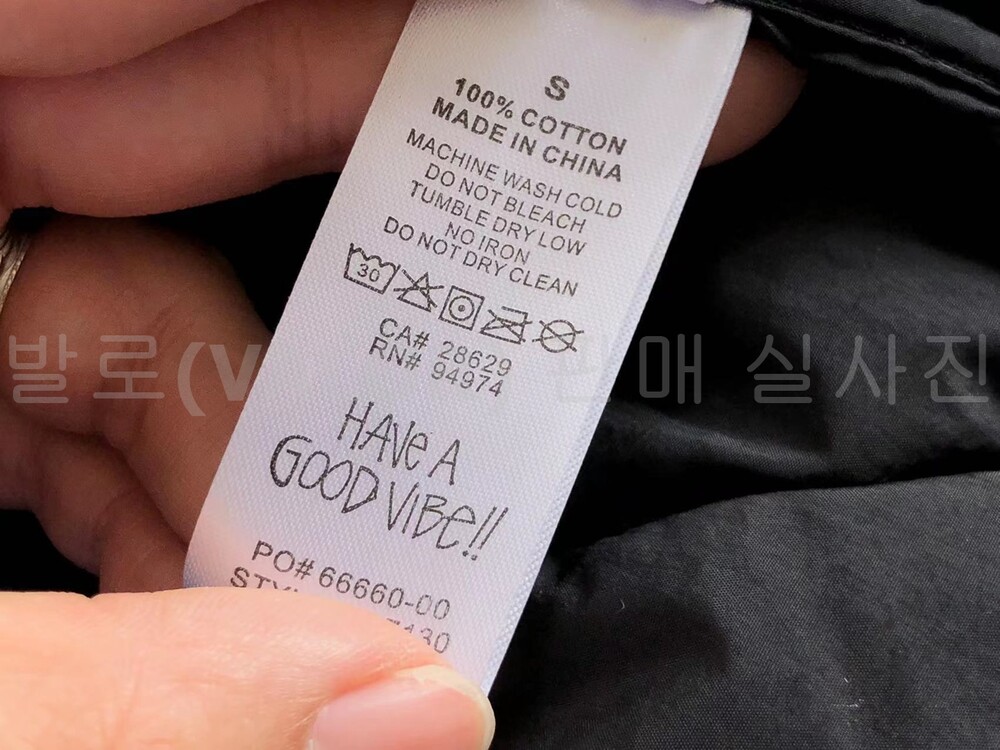 S
100% COTTON
MADE IN CHINA
MACHINE WASH COLD
DO NOT BLEACH
TUMBLE DRY LOW
NO IRON
DO NOT DRY CLEAN
30
CA# 28629
RN# 94974
발로(V 판매 실사진
HAVE A
GOOD VIBE!!
PO# 66660-00